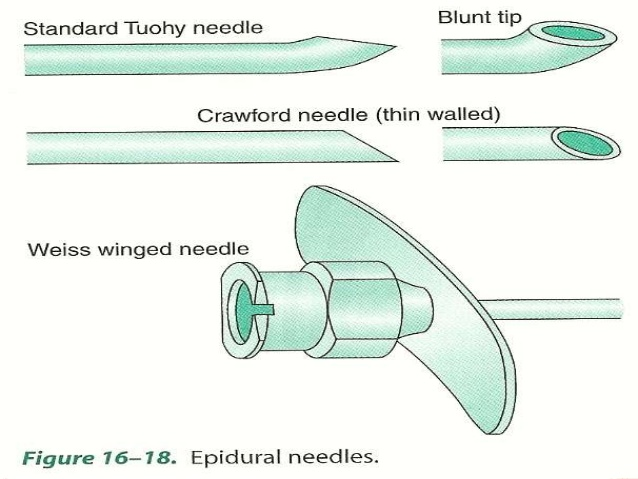 Standard Tuohy needle
Blunt tip
Crawford needle (thin walled)
Weiss winged needle
Figure 16–18. Epidural needles.